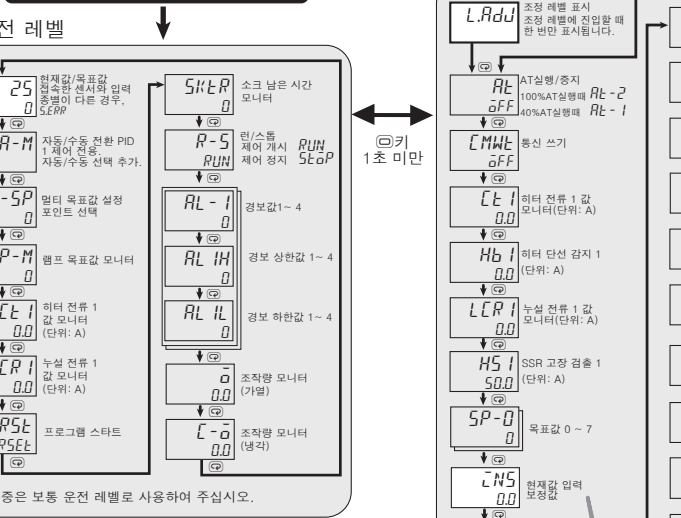 전 레벨
25
0
현재값/목표값
접속한 센서와 입력
종별이 다른 경우,
S.ERR
A-M
자동/수동 전환 PID
1 제어 전용.
자동/수동 선택 추가.
-SP
0
멀티 목표값 설정
포인트 선택
P-M
0
램프 목표값 모니터
Ct 1
0.0
히터 전류 1
값 모니터
(단위: A)
CR 1
0.0
누설 전류 1
값 모니터
(단위: A)
RSt
RSEt
프로그램 스타트
SKtR
0
소크 남은 시간
모니터
R-S
RUN
런/스톱
제어 개시 RUN
제어 정지 StoP
AL - 1
0
경보값1~ 4
AL 1H
0
경보 상한값 1~ 4
AL 1L
0
경보 하한값 1~ 4
o
0.0
조작량 모니터
(가열)
C-o
0.0
조작량 모니터
(냉각)
중은 보통 운전 레벨로 사용하여 주십시오.
키
1초 미만
L.Adj
조정 레벨 표시
조정 레벨에 진입할 때
한 번만 표시됩니다.
At
oFF
AT실행/중지
100%AT실행때 At-2
40%AT실행때 At-1
CMWt
oFF
통신 쓰기
Ct 1
0.0
히터 전류 1 값
모니터(단위: A)
Hb 1
0.0
히터 단선 감지 1
(단위: A)
LCR 1
0.0
누설 전류 1 값
모니터(단위: A)
HS 1
50.0
SSR 고장 검출 1
(단위: A)
SP-0
0
목표값 0 ~ 7
INS
0.0
현재값 입력
보정값